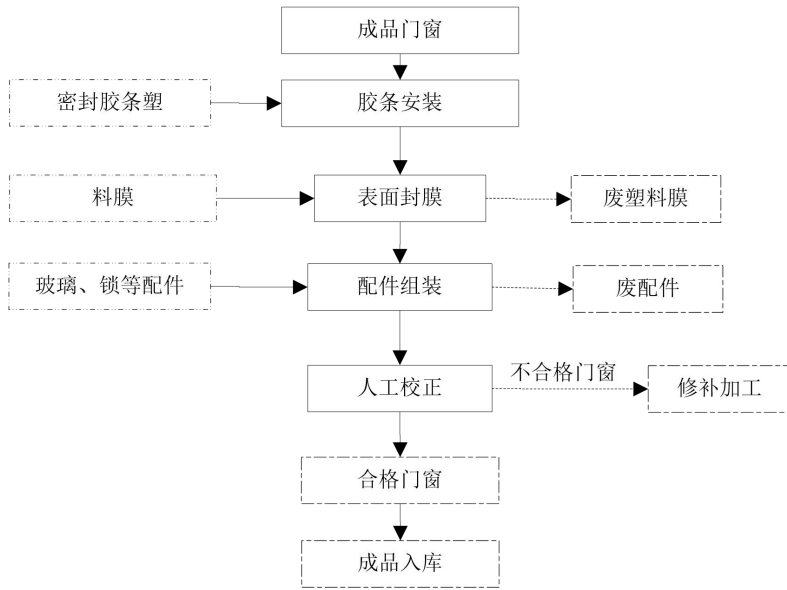 成品门窗
密封胶条塑
胶条安装
料膜
表面封膜
废塑料膜
玻璃、锁等配件
配件组装
废配件
人工校正
不合格门窗
修补加工
合格门窗
成品入库